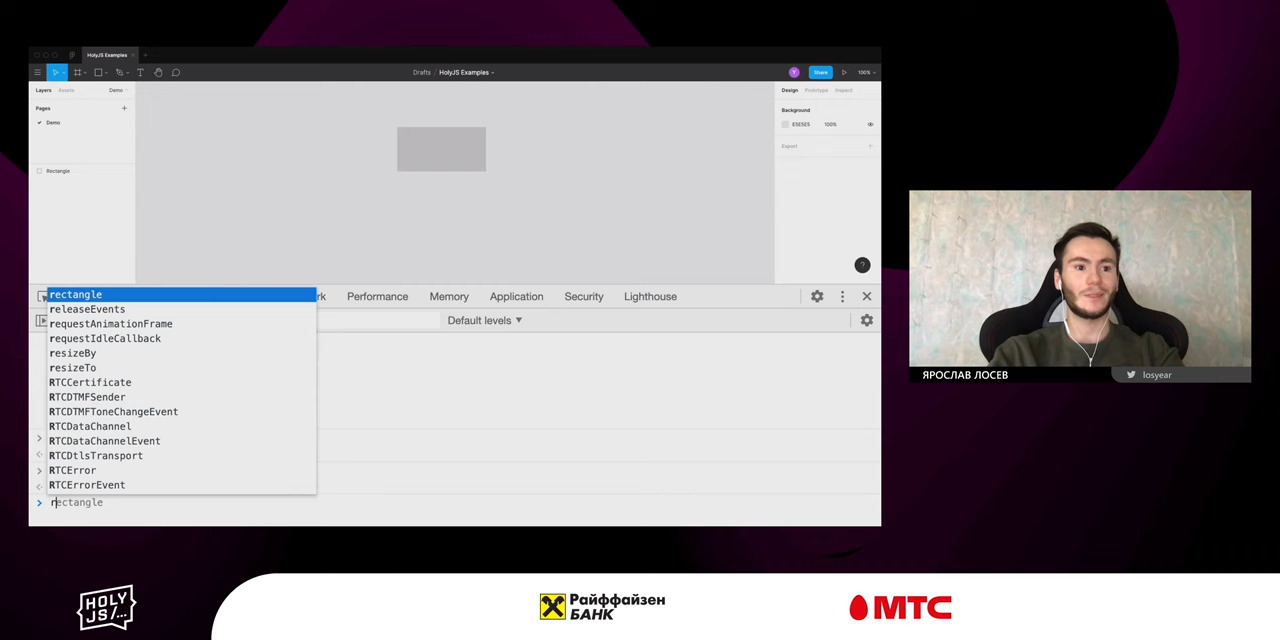 HolyJS Examples
Drafts / HolyJS Examples
Y
Share
100%
Layers
Assets
Demo
Pages
Demo
Rectangle
Design
Prototype
Inspect
Background
E5E5E5
100%
Export
?
rk
Performance
Memory
Application
Security
Lighthouse
Default levels
rectangle
releaseEvents
requestAnimationFrame
requestIdleCallback
resizeBy
resizeTo
RTCCertificate
RTCDTMFSender
RTCDTMFToneChangeEvent
RTCDataChannel
RTCDataChannelEvent
RTCDtlsTransport
RTCError
RTCErrorEvent
> rectangle
ЯРОСЛАВ ЛОСЕВ
losyear
HOLY
JS/...
Райффайзен
БАНК
МТС